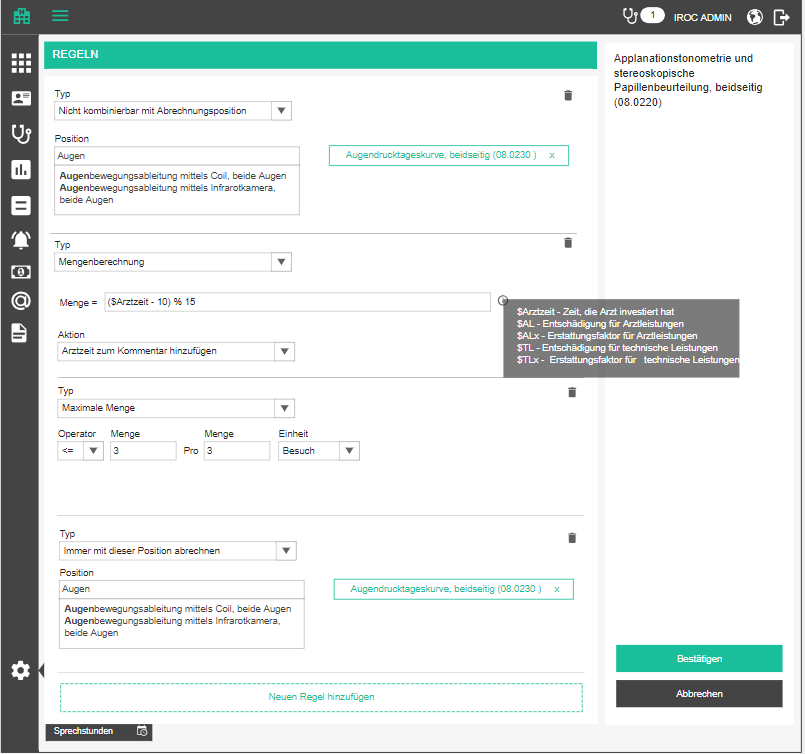 1 IROC ADMIN
REGELN
Typ
Nicht kombinierbar mit Abrechnungsposition
Position
Augen
Augendrucktageskurve, beidseitig (08.0230 ) x
Augenbewegungsableitung mittels Coil, beide Augen
Augenbewegungsableitung mittels Infrarotkamera,
beide Augen
Typ
Mengenberechnung
Menge = ($Arztzeit - 10) % 15
$Arztzeit - Zeit, die Arzt investiert hat
$AL - Entschädigung für Arztleistungen
$ALx - Erstattungsfaktor für Arztleistungen
$TL - Entschädigung für technische Leistungen
$TLx - Erstattungsfaktor für technische Leistungen
Aktion
Arztzeit zum Kommentar hinzufügen
Typ
Maximale Menge
Operator Menge Menge Einheit
<= 3 Pro 3 Besuch
Typ
Immer mit dieser Position abrechnen
Position
Augen
Augendrucktageskurve, beidseitig (08.0230 ) x
Augenbewegungsableitung mittels Coil, beide Augen
Augenbewegungsableitung mittels Infrarotkamera,
beide Augen
Neuen Regel hinzufügen
Sprechstunden
Applanationstonometrie und
stereoskopische
Papillenbeurteilung, beidseitig
(08.0220)
Bestätigen
Abbrechen